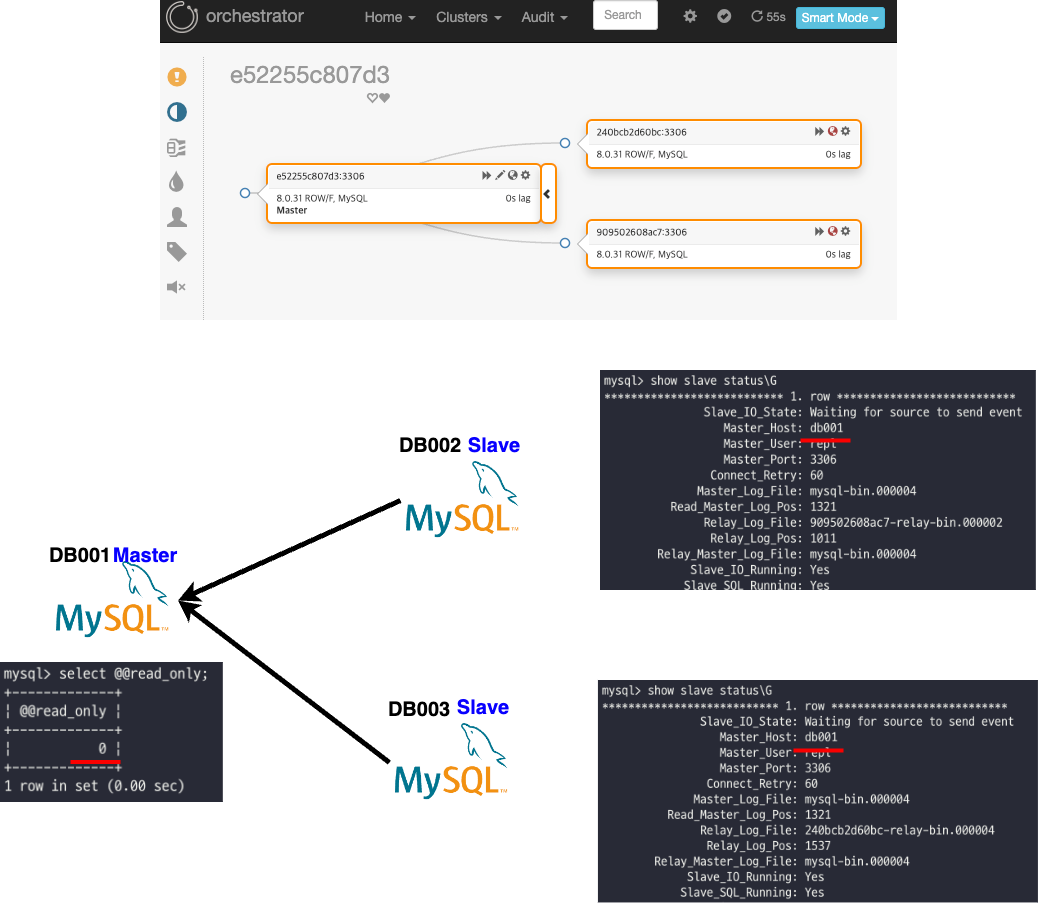 orchestrator Home Clusters Audit Search 55s Smart Mode
e52255c807d3
240bcb2d60bc:3306
8.0.31 ROW/F, MySQL 0s lag
e52255c807d3:3306
8.0.31 ROW/F, MySQL 0s lag
Master
909502608ac7:3306
8.0.31 ROW/F, MySQL 0s lag
mysql> show slave status\G
*************************** 1. row ***************************
Slave_IO_State: Waiting for source to send event
Master_Host: db001
Master_User: repl
Master_Port: 3306
Connect_Retry: 60
Master_Log_File: mysql-bin.000004
Read_Master_Log_Pos: 1321
Relay_Log_File: 909502608ac7-relay-bin.000002
Relay_Log_Pos: 1011
Relay_Master_Log_File: mysql-bin.000004
Slave_IO_Running: Yes
Slave_SQL_Running: Yes
DB002 Slave
MySQL™
DB001 Master
MySQL™
mysql> select @@read_only;
+-------------+
| @@read_only |
+-------------+
| 0 |
+-------------+
1 row in set (0.00 sec)
DB003 Slave
MySQL™
mysql> show slave status\G
*************************** 1. row ***************************
Slave_IO_State: Waiting for source to send event
Master_Host: db001
Master_User: repl
Master_Port: 3306
Connect_Retry: 60
Master_Log_File: mysql-bin.000004
Read_Master_Log_Pos: 1321
Relay_Log_File: 240bcb2d60bc-relay-bin.000004
Relay_Log_Pos: 1537
Relay_Master_Log_File: mysql-bin.000004
Slave_IO_Running: Yes
Slave_SQL_Running: Yes